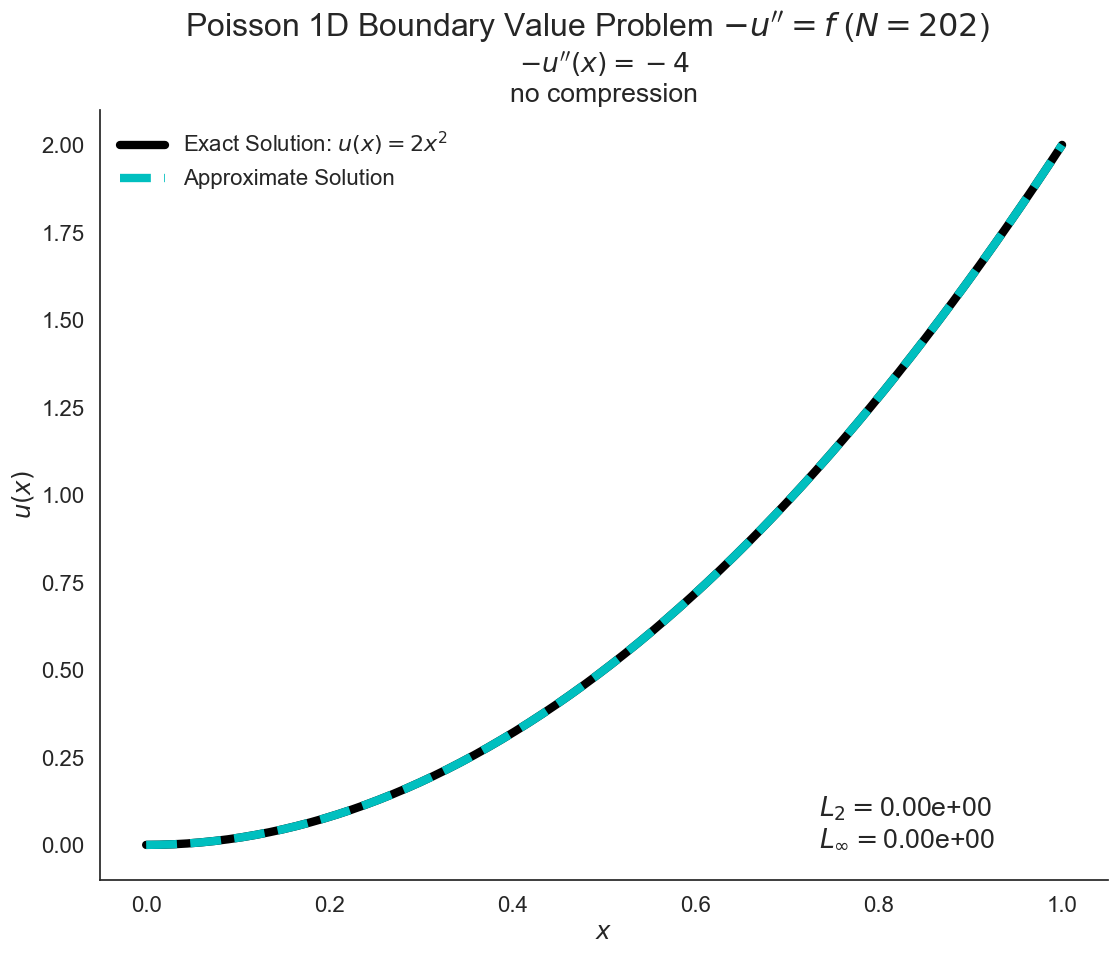 Poisson 1D Boundary Value Problem −u′′ = f (N = 202)
−u′′(x) = −4
no compression
Exact Solution: u(x) = 2x²
Approximate Solution
2.00
1.75
1.50
1.25
1.00
0.75
0.50
0.25
0.00
u(x)
L₂ = 0.00e+00
L∞ = 0.00e+00
0.0 0.2 0.4 0.6 0.8 1.0
x